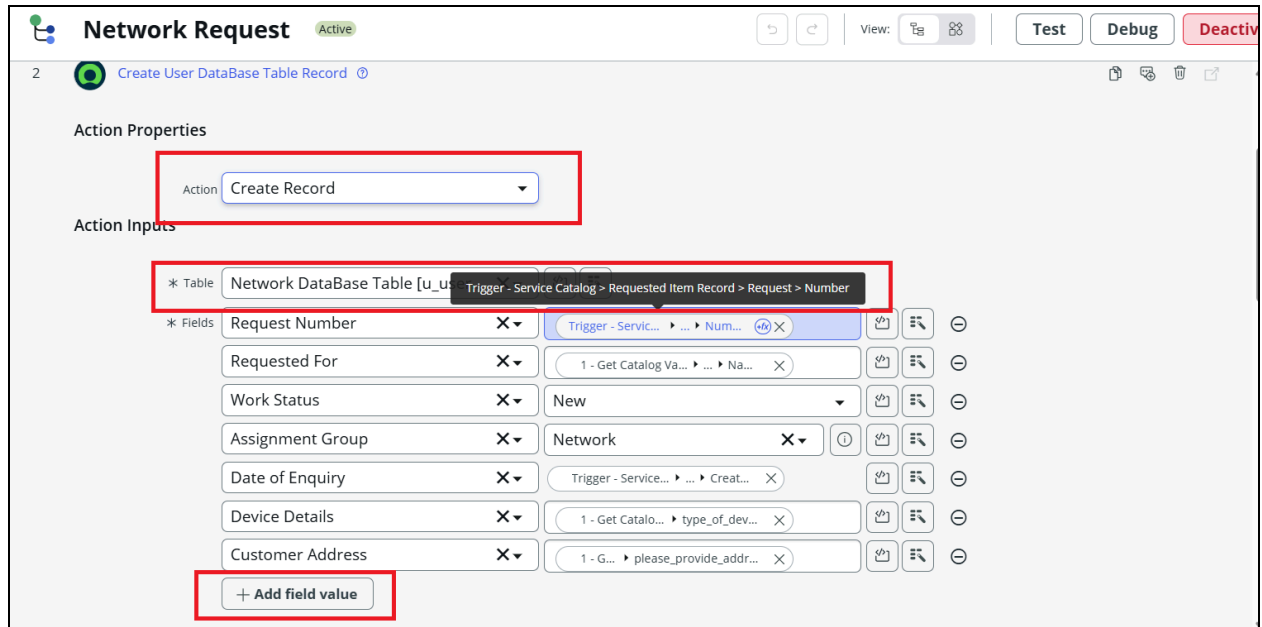 Network Request Active View: Test Debug Deactiv
2 Create User DataBase Table Record
Action Properties
Action Create Record
Action Inputs
* Table Network DataBase Table [u_us
Trigger - Service Catalog > Requested Item Record > Request > Number
* Fields Request Number Trigger - Servic... ... Num...
Requested For 1 - Get Catalog Va... ... Na...
Work Status New
Assignment Group Network
Date of Enquiry Trigger - Service... ... Creat...
Device Details 1 - Get Catalo... type_of_dev...
Customer Address 1 - G... please_provide_addr...
+ Add field value